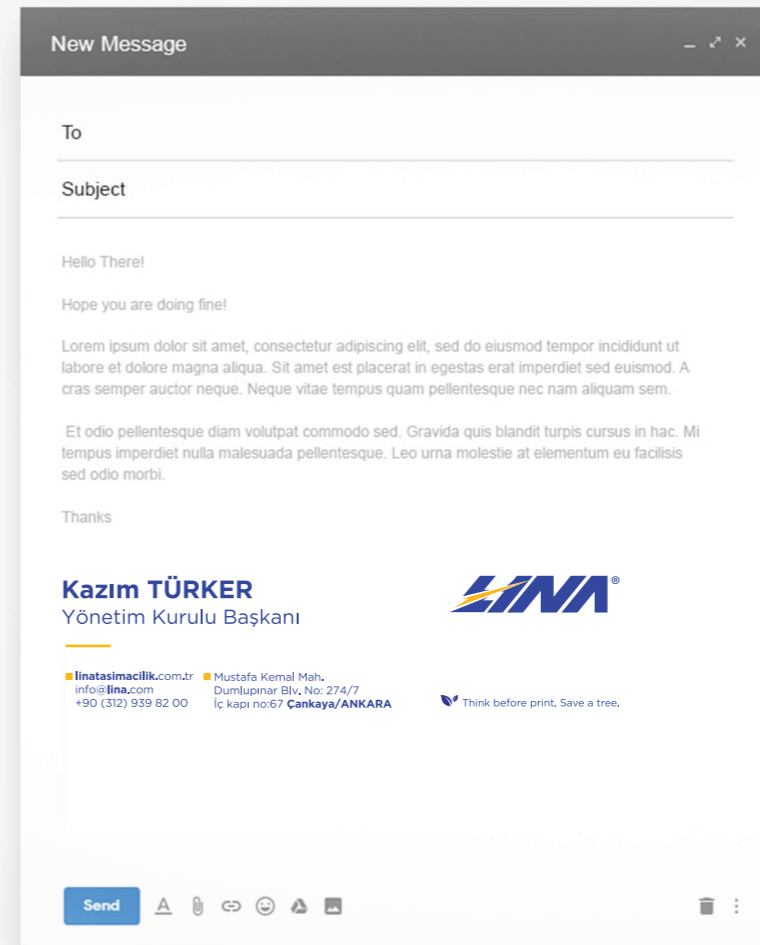 New Message
To
Subject
Hello There!
Hope you are doing fine!
Lorem ipsum dolor sit amet, consectetur adipiscing elit, sed do eiusmod tempor incididunt ut
labore et dolore magna aliqua. Sit amet est placerat in egestas erat imperdiet sed euismod. A
cras semper auctor neque. Neque vitae tempus quam pellentesque nec nam aliquam sem.
Et odio pellentesque diam volutpat commodo sed. Gravida quis blandit turpis cursus in hac. Mi
tempus imperdiet nulla malesuada pellentesque. Leo urna molestie at elementum eu facilisis
sed odio morbi.
Thanks
Kazım TÜRKER
Yönetim Kurulu Başkanı
LINA®
linatasimacilik.com.tr
info@lina.com
+90 (312) 939 82 00
Mustafa Kemal Mah.
Dumlupınar Blv. No: 274/7
İç kapı no:67 Çankaya/ANKARA
Think before print, Save a tree.
Send